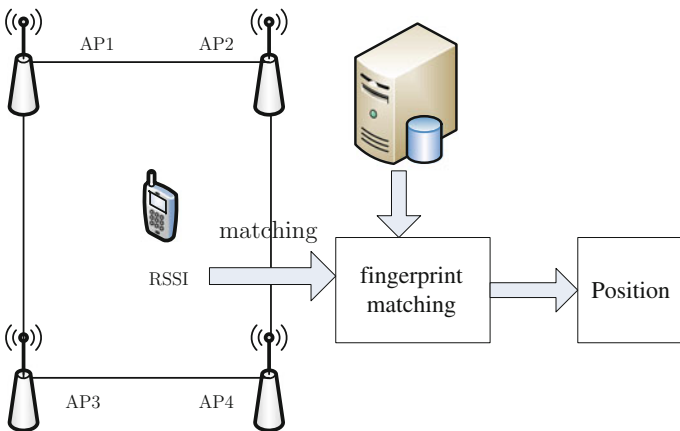 AP1
AP2
matching
RSSI
fingerprint
matching
Position
AP3
AP4